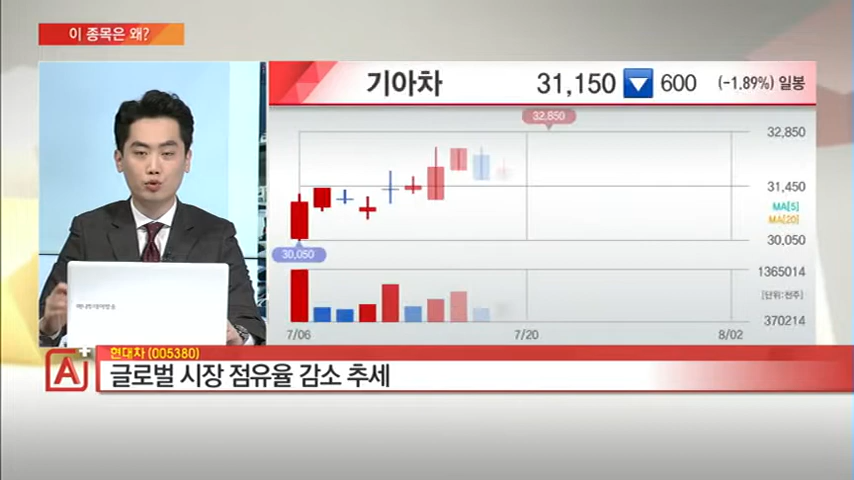 이 종목은 왜?
기아차 31,150 ▼ 600 (-1.89%) 일봉
32,850
32,850
31,450
MA[5]
MA[20]
30,050
30,050
1365014
[단위:천주]
370214
7/06 7/20 8/02
A+
현대차 (005380)
글로벌 시장 점유율 감소 추세